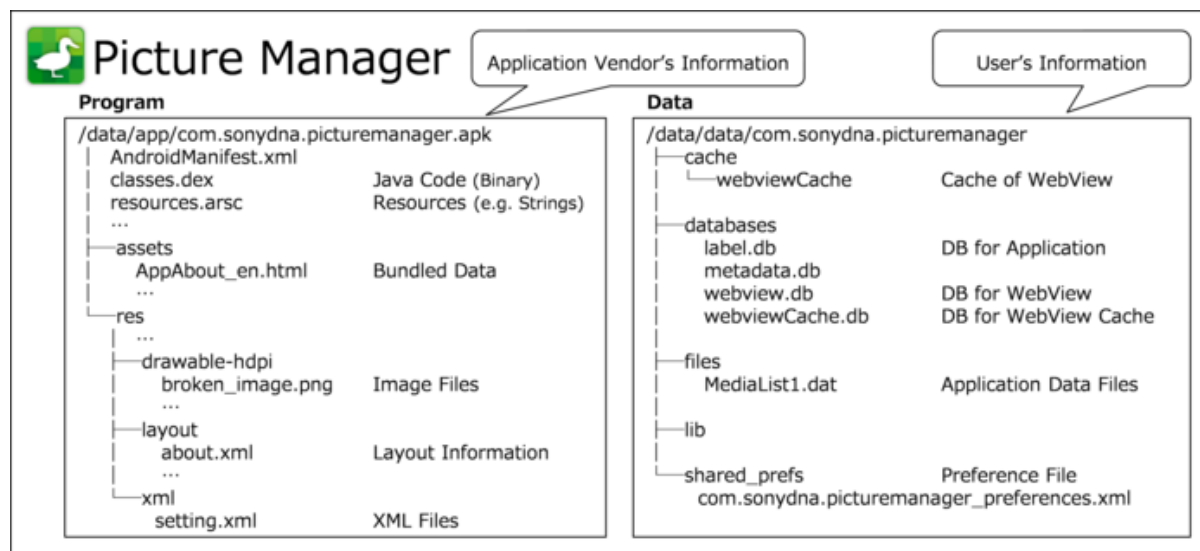 Picture Manager
Application Vendor's Information
User's Information
Program
/data/app/com.sonydna.picturemanager.apk
AndroidManifest.xml
classes.dex Java Code (Binary)
resources.arsc Resources (e.g. Strings)
...
assets
AppAbout_en.html Bundled Data
...
res
...
drawable-hdpi
broken_image.png Image Files
...
layout
about.xml Layout Information
...
xml
setting.xml XML Files
Data
/data/data/com.sonydna.picturemanager
cache
webviewCache Cache of WebView
databases
label.db DB for Application
metadata.db
webview.db DB for WebView
webviewCache.db DB for WebView Cache
files
MediaList1.dat Application Data Files
lib
shared_prefs Preference File
com.sonydna.picturemanager_preferences.xml